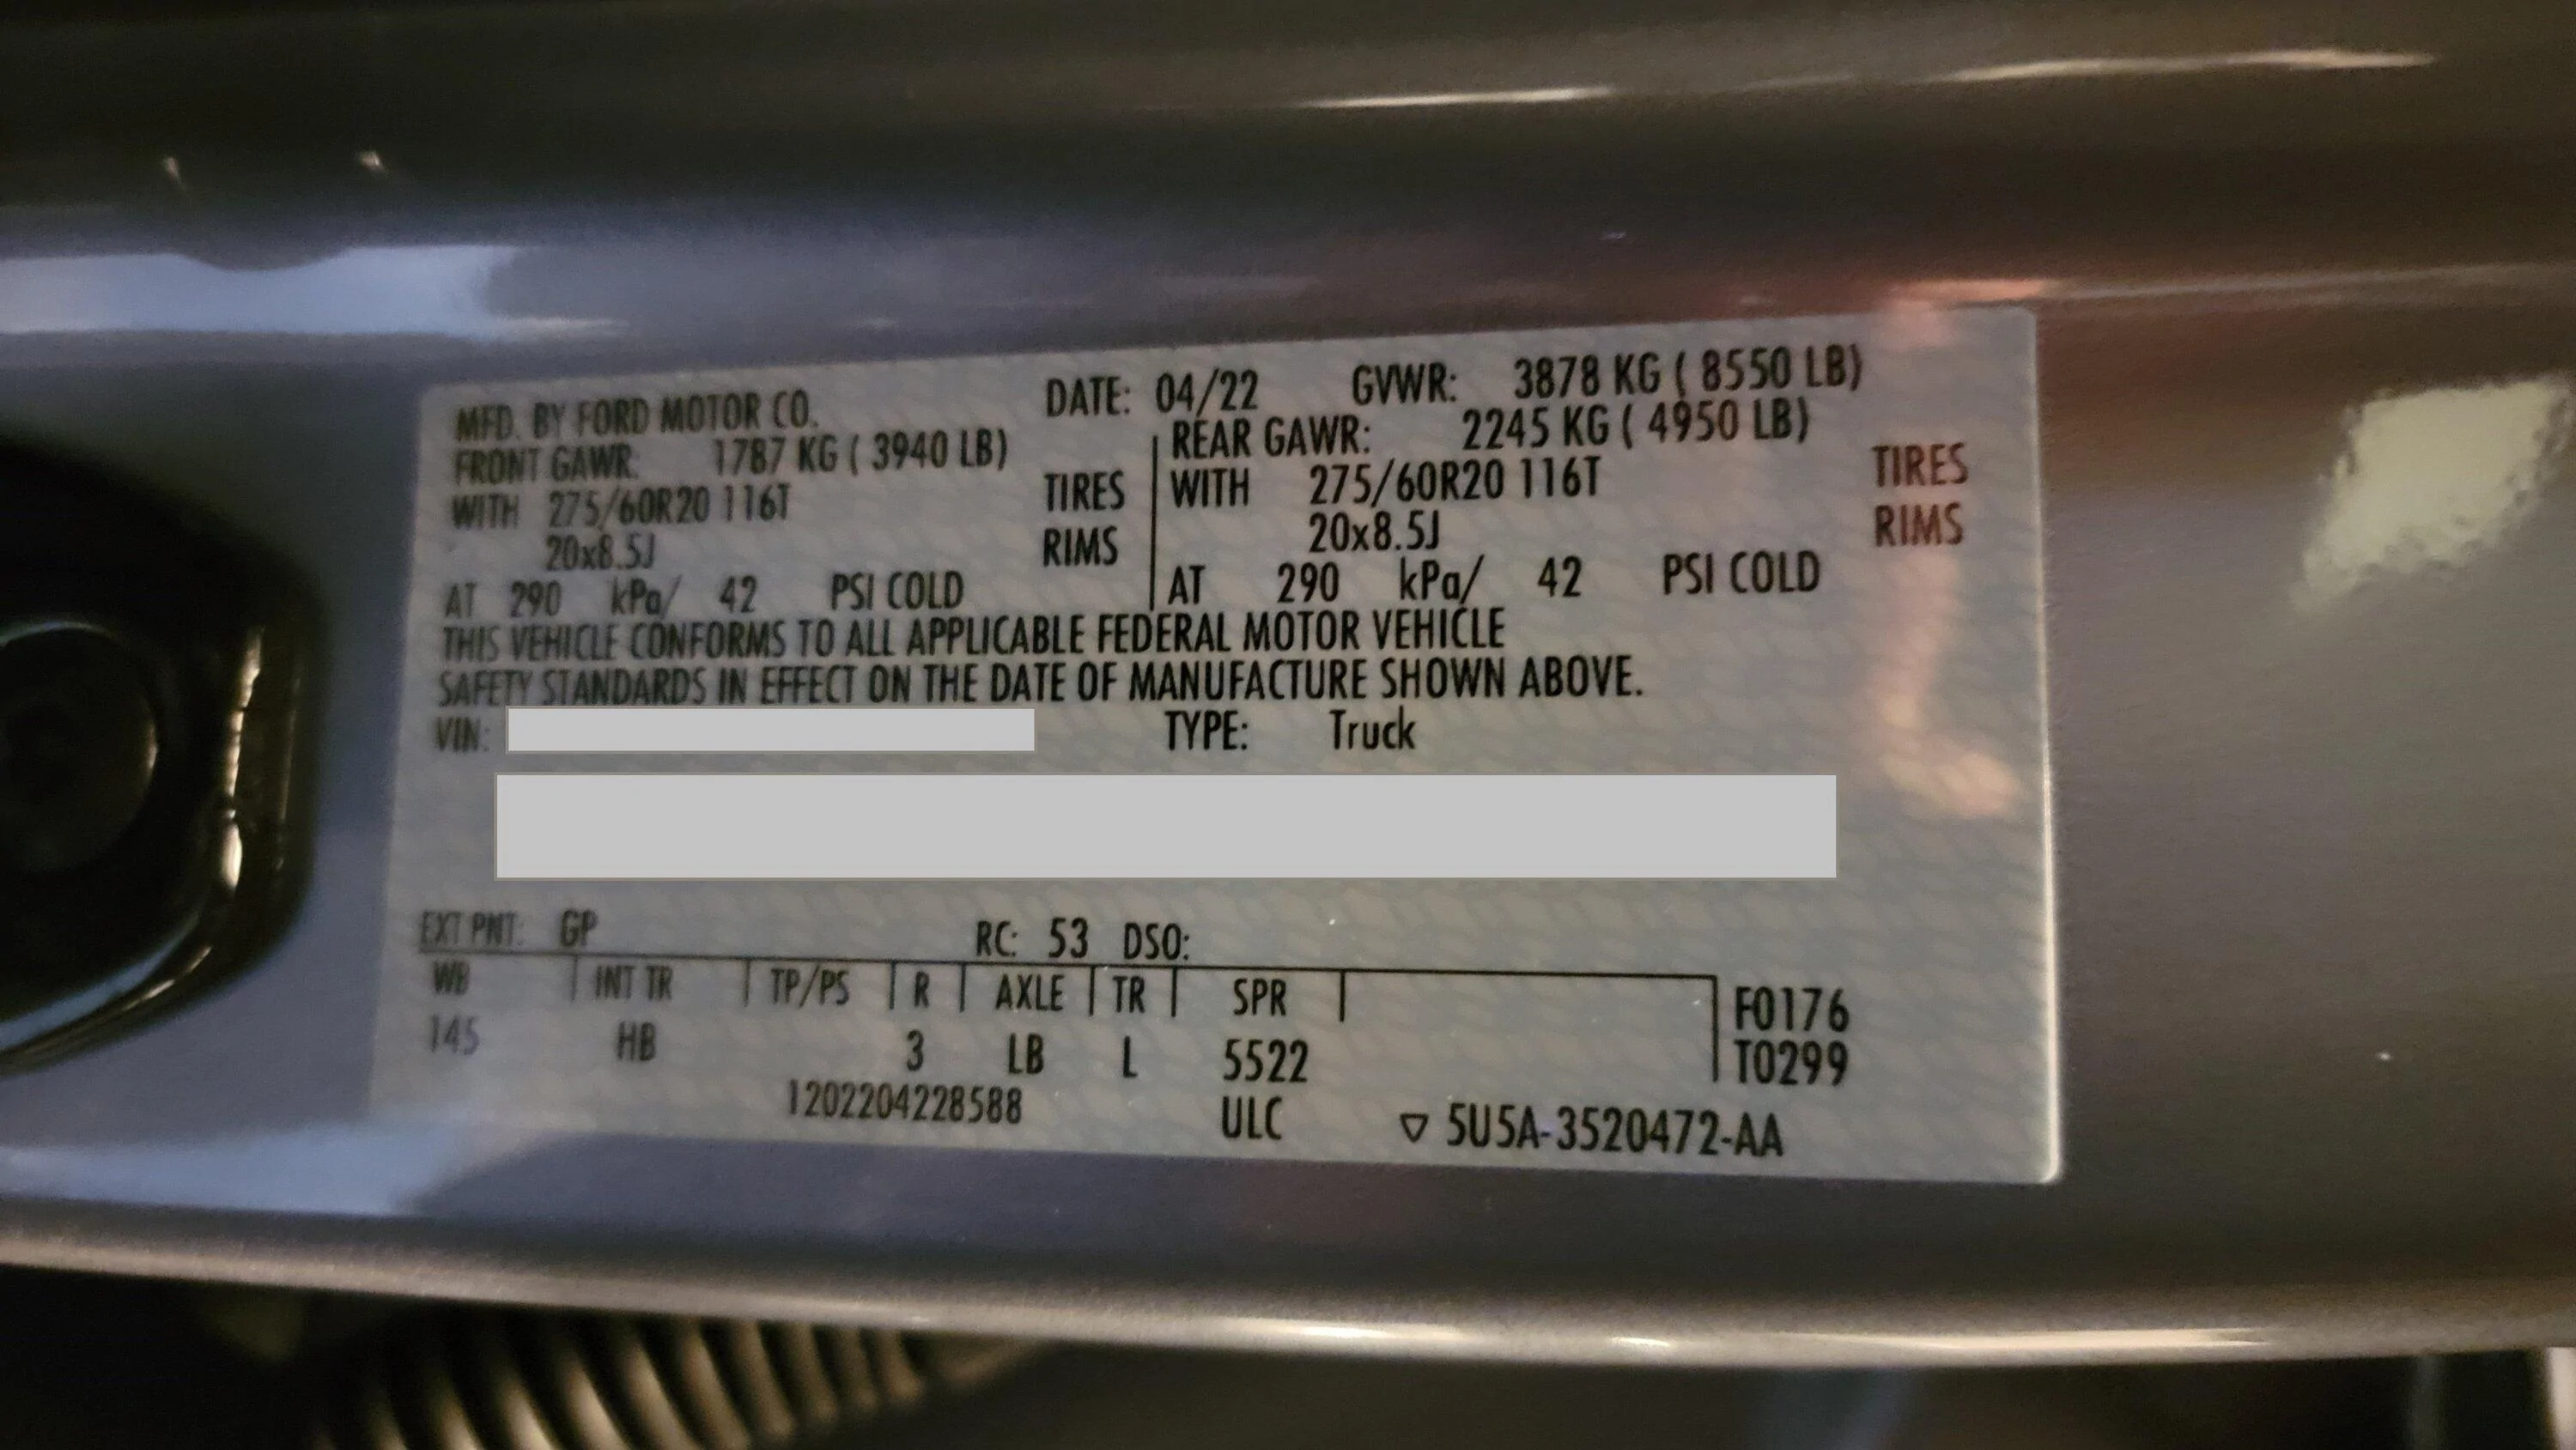 MFD. BY FORD MOTOR CO. DATE: 04/22 GVWR: 3878 KG ( 8550 LB)
FRONT GAWR: 1787 KG ( 3940 LB) REAR GAWR: 2245 KG ( 4950 LB)
WITH 275/60R20 116T TIRES WITH 275/60R20 116T TIRES
20x8.5J RIMS 20x8.5J RIMS
AT 290 kPa/ 42 PSI COLD AT 290 kPa/ 42 PSI COLD
THIS VEHICLE CONFORMS TO ALL APPLICABLE FEDERAL MOTOR VEHICLE
SAFETY STANDARDS IN EFFECT ON THE DATE OF MANUFACTURE SHOWN ABOVE.
VIN: TYPE: Truck
EXT PNT: GP RC: 53 DSO:
WB INT TR TP/PS R AXLE TR SPR F0176
145 HB 3 LB L 5522 T0299
1202204228588 ULC ▽ 5U5A-3520472-AA